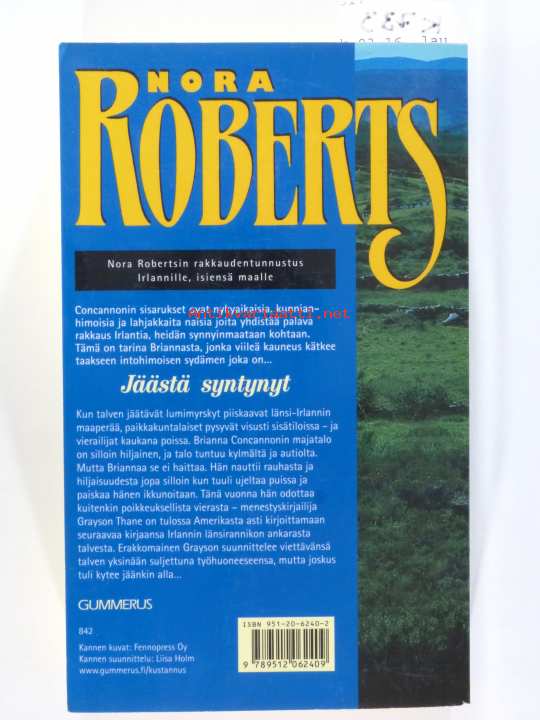 NORA
ROBERTS
Nora Robertsin rakkaudentunnustus
Irlannille, isiensä maalle
Concannonin sisarukset ovat nykyaikaisia, kunnian-
himoisia ja lahjakkaita naisia joita yhdistää palava
rakkaus Irlantia, heidän synnyinmaataan kohtaan.
Tämä on tarina Briannasta, jonka viileä kauneus kätkee
taakseen intohimoisen sydämen joka on...
Jäästä syntynyt
Kun talven jäätävät lumimyrskyt piiskaavat länsi-Irlannin
maaperää, paikkakuntalaiset pysyvät visusti sisätiloissa – ja
vierailijat kaukana poissa. Brianna Concannonin majatalo
on silloin hiljainen, ja talo tuntuu kylmältä ja autiolta.
Mutta Briannaa se ei haittaa. Hän nauttii rauhasta ja
hiljaisuudesta jopa silloin kun tuuli ujeltaa puissa ja
paiskaa hänen ikkunoitaan. Tänä vuonna hän odottaa
kuitenkin poikkeuksellista vierasta – menestyskirjailija
Grayson Thane on tulossa Amerikasta asti kirjoittamaan
seuraavaa kirjaansa Irlannin länsirannikon ankarasta
talvesta. Erakkomainen Grayson suunnittelee viettävänsä
talven yksinään suljettuna työhuoneeseensa, mutta joskus
tuli kytee jäänkin alla...
GUMMERUS
842
Kannen kuvat: Fennopress Oy
Kannen suunnittelu: Liisa Holm
www.gummerus.fi/kustannus
ISBN 951-20-6240-2
9 789512 062409